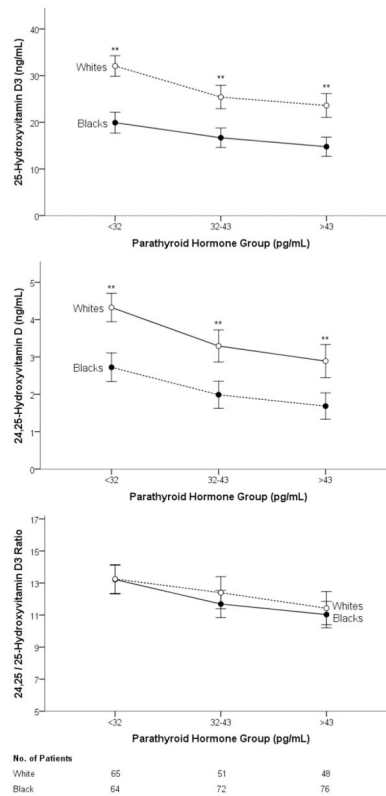 25-Hydroxyvitamin D3 (ng/mL)
40
30
20
10
0
**
**
**
Whites
Blacks
<32
32-43
>43
Parathyroid Hormone Group (pg/mL)
24,25-Hydroxyvitamin D (ng/mL)
5
4
3
2
1
0
**
**
**
Whites
Blacks
<32
32-43
>43
Parathyroid Hormone Group (pg/mL)
24,25 / 25-Hydroxyvitamin D3 Ratio
17
15
13
11
9
7
5
Whites
Blacks
<32
32-43
>43
Parathyroid Hormone Group (pg/mL)
No. of Patients
White 65 51 48
Black 64 72 76